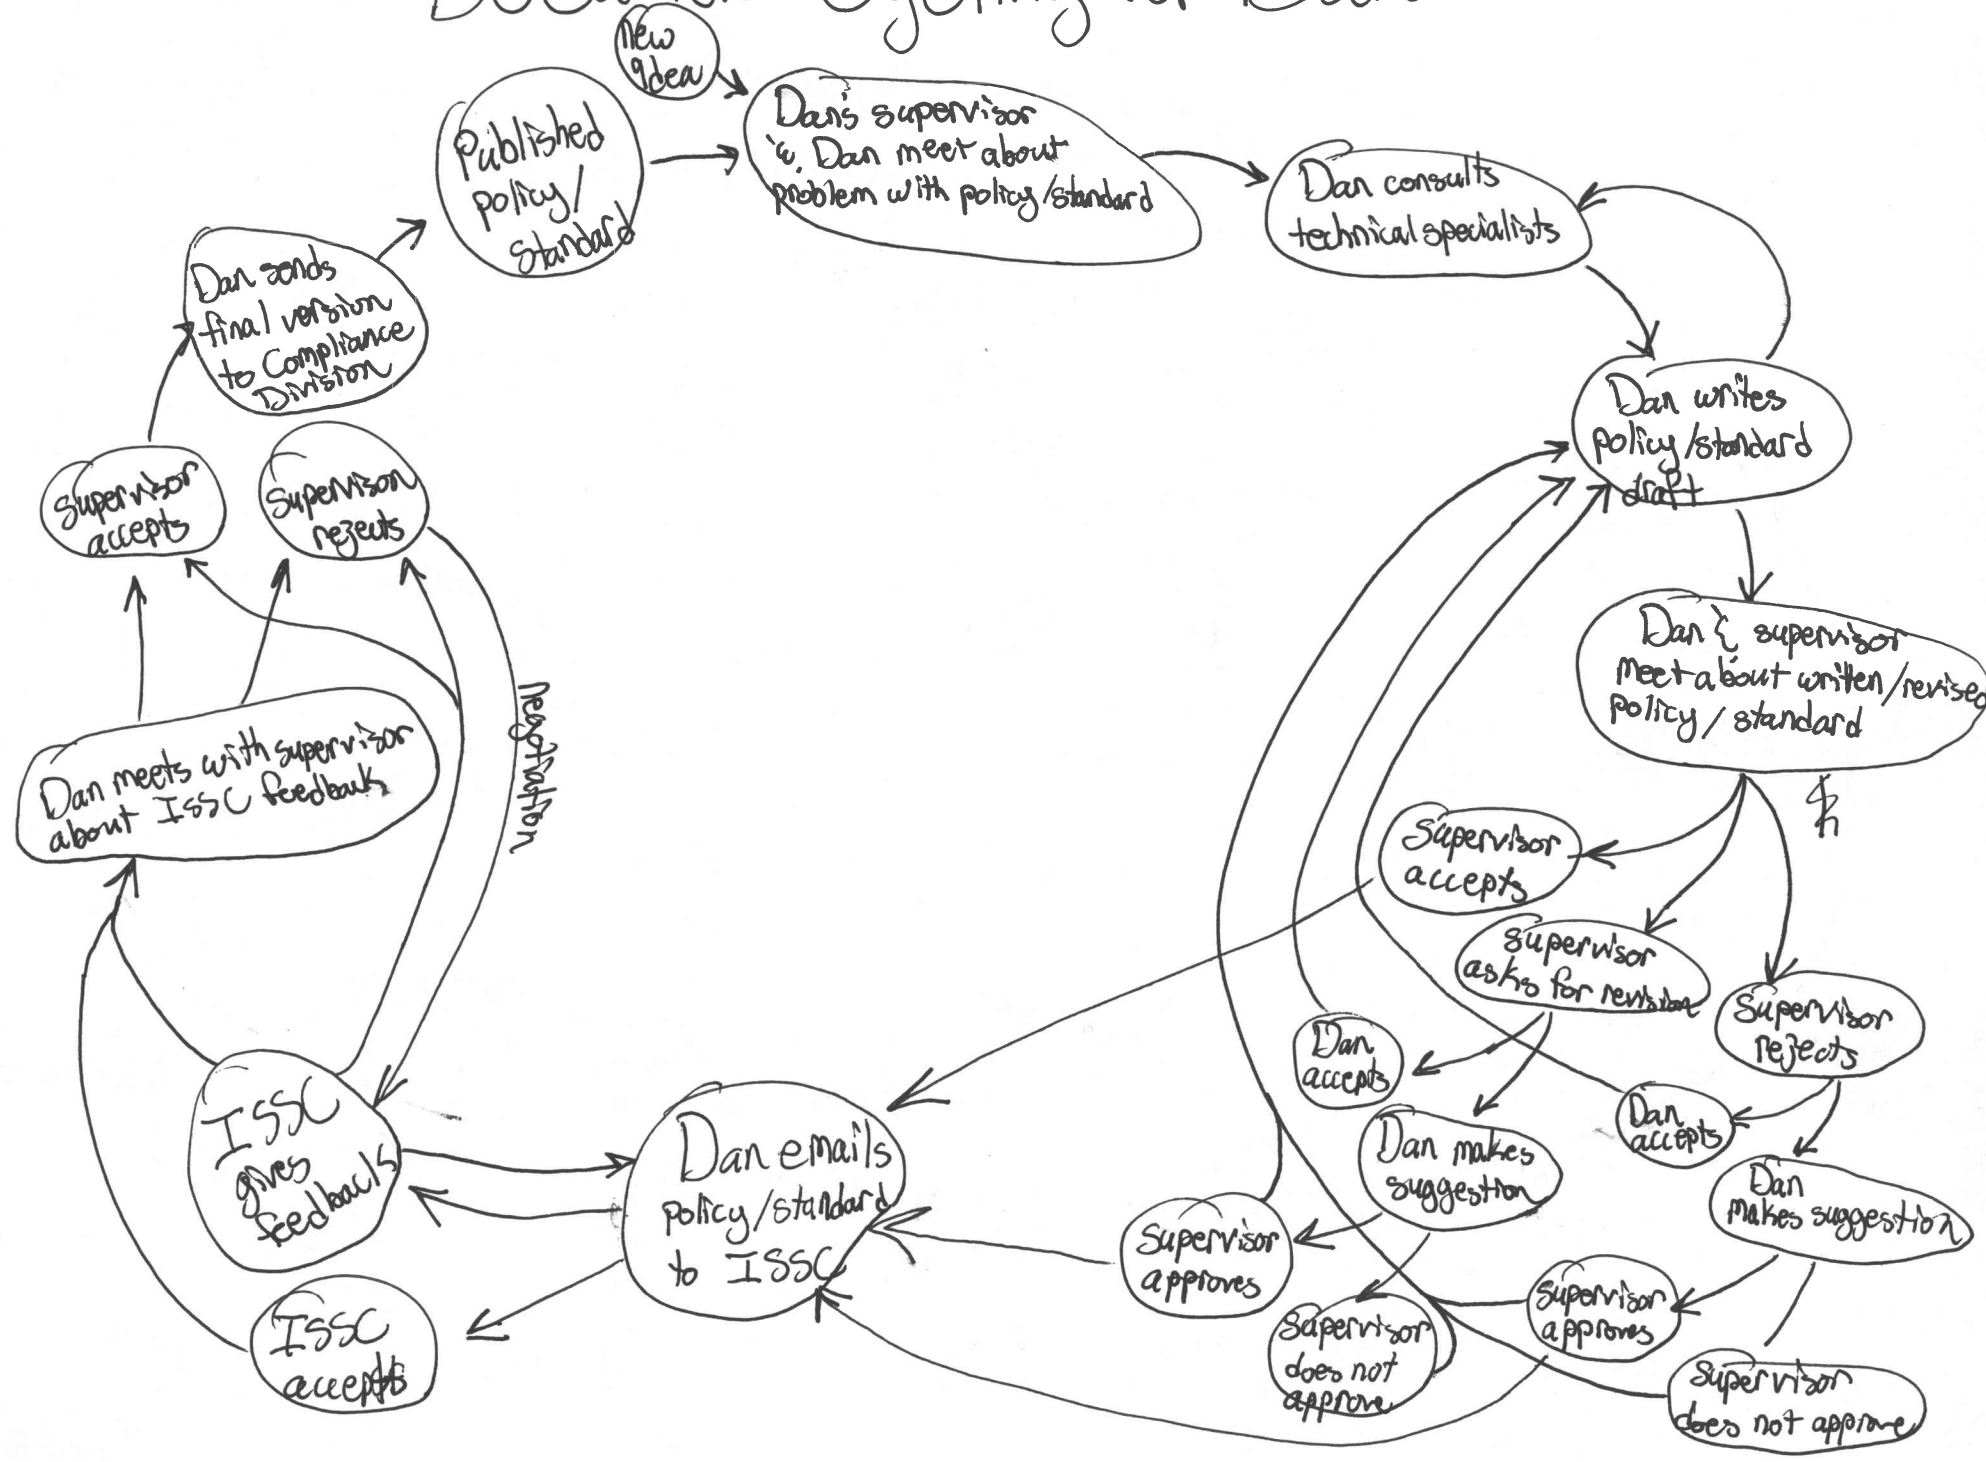 for
New
Idea
Published
policy/
standard
Dan's supervisor
& Dan meet about
problem with policy/standard
Dan consults
technical specialists
Dan sends
final version
to Compliance
Division
Dan writes
policy/standard
draft
supervisor
accepts
Supervison
rejects
Dan & supervisor
meet about written/revised
policy/standard
negotiation
Dan meets with supervisor
about ISSC feedback
Supervisor
accepts
supervisor
asks for revision
Supervisor
rejects
Dan
accepts
Dan
accepts
ISSC
gives
feedback
Dan emails
policy/standard
to ISSC
Dan makes
suggestion
Dan
makes suggestion
Supervisor
approves
Supervisor
approves
ISSC
accepts
Supervisor
does not
approve
Supervisor
does not approve